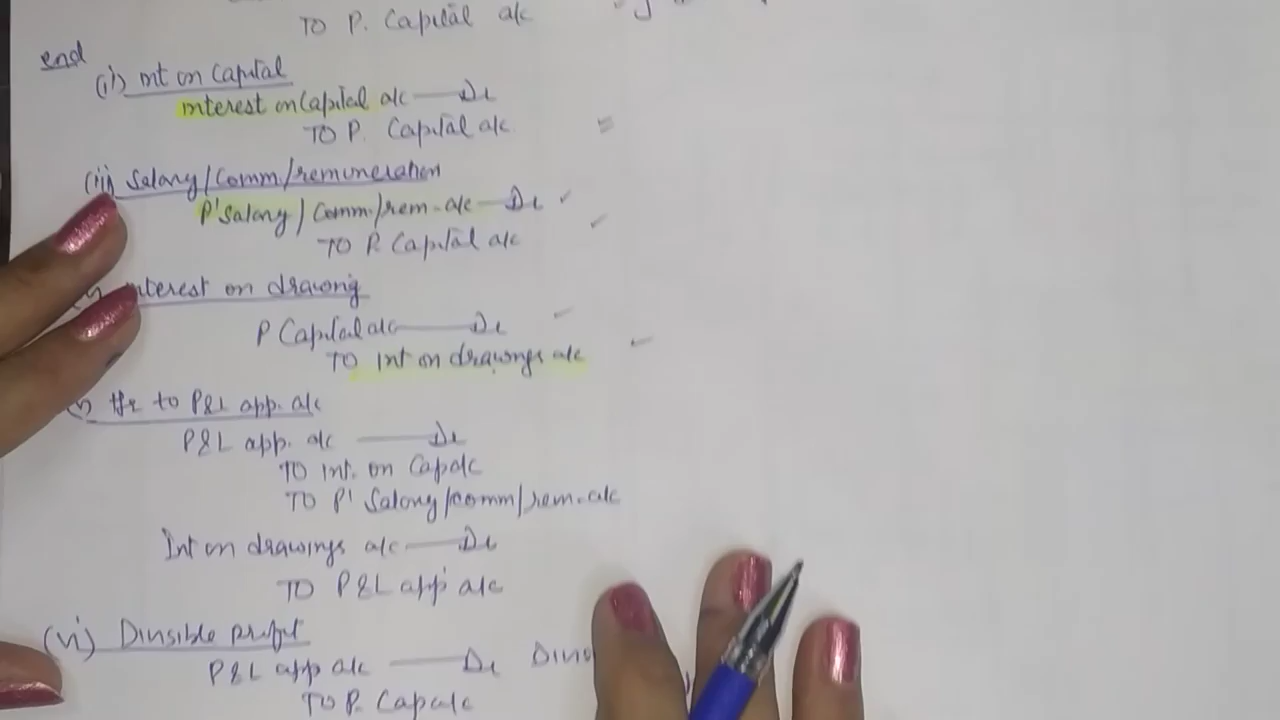 TO P. Capital a/c
end
(ii) Int on Capital
interest on Capital a/c — Dr
TO P. Capital a/c
(iii) Salary/Comm/remuneration
P' Salary/Comm/rem. a/c — Dr
TO P. Capital a/c
interest on drawing
P Capital a/c — Dr
TO Int on drawings a/c
to P&L app. a/c
P&L app. a/c — Dr
TO int. on Cap a/c
TO P' Salary/comm/rem. a/c
Int on drawings a/c — Dr
TO P&L app a/c
(vi) Divisible profit
P&L app a/c — Dr
TO P. Cap a/c